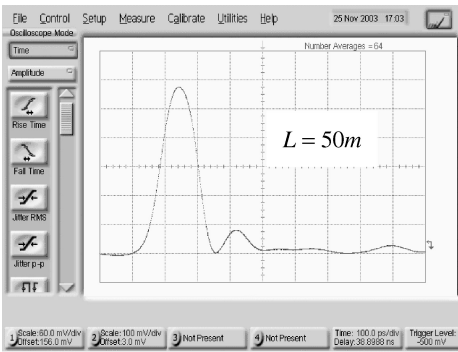 File Control Setup Measure Calibrate Utilities Help 25 Nov 2003 17:03
Oscilloscope Mode
Time
Amplitude
Number Averages = 64
L = 50m
Rise Time
Fall Time
Jitter RMS
Jitter p-p
1 Scale: 60.0 mV/div
Offset: 156.0 mV
2 Scale: 100 mV/div
Offset: 3.0 mV
3 Not Present
4 Not Present
Time: 100.0 ps/div
Delay: 38.8988 ns
Trigger Level:
-500 mV